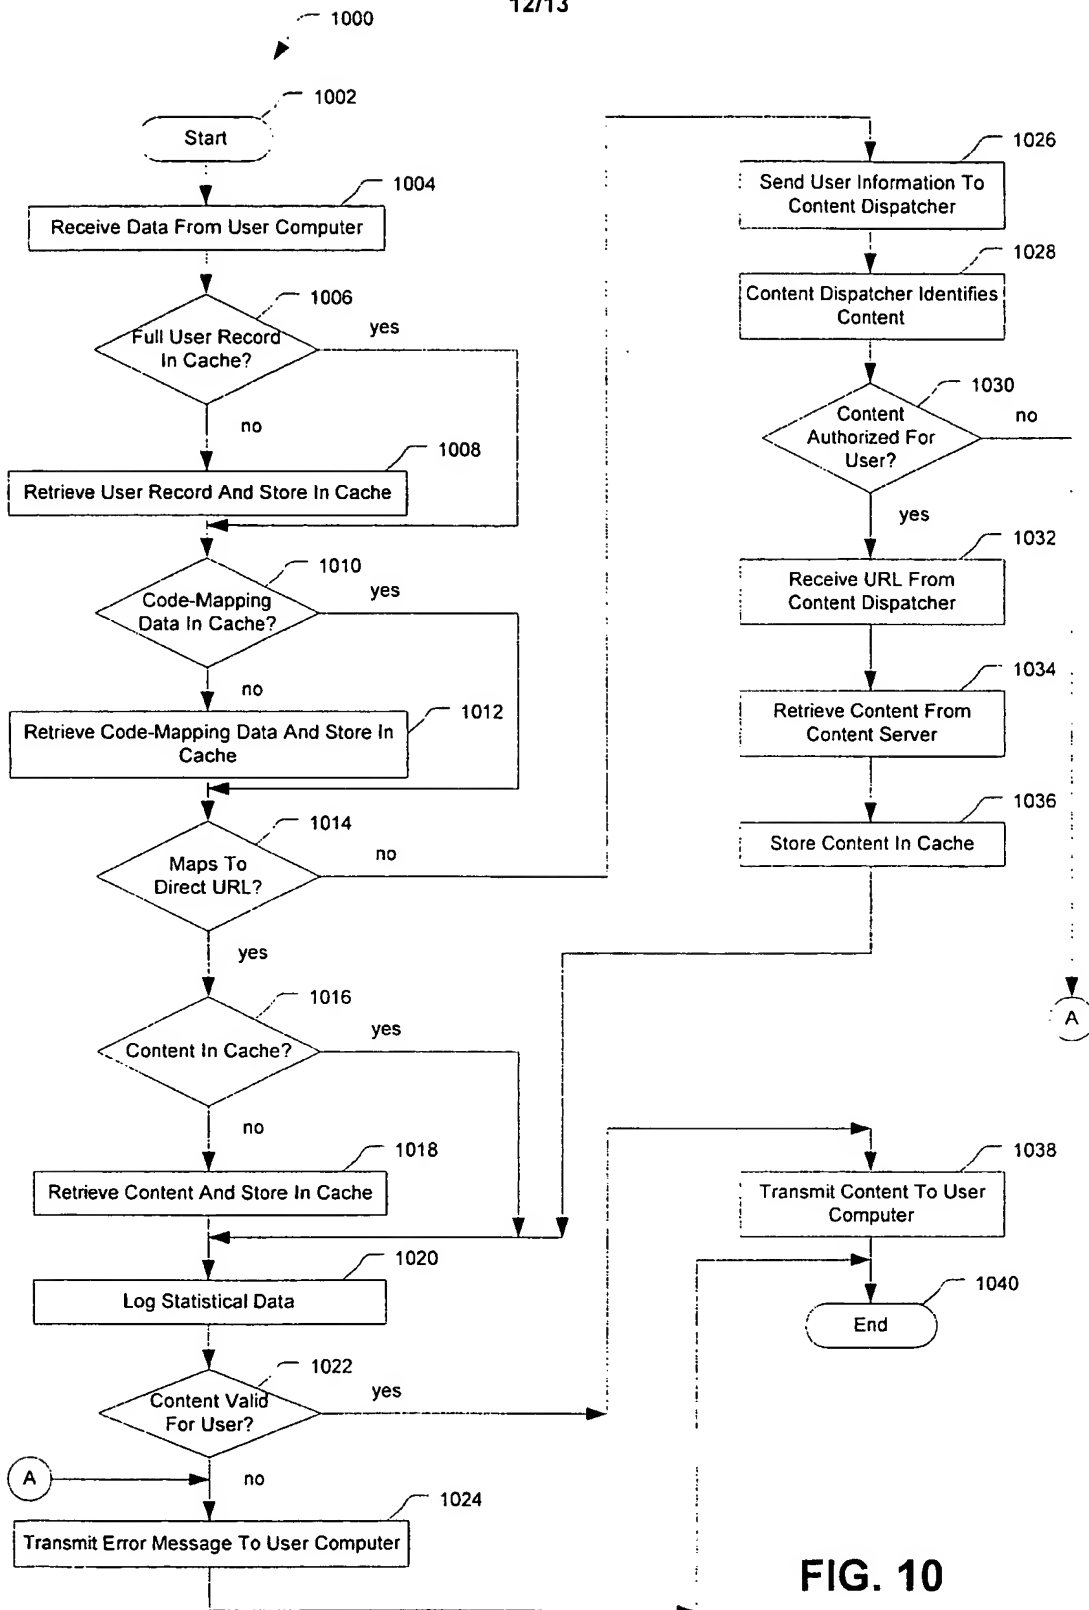 12/13
1000
1002
Start
1004
Receive Data From User Computer
1006
Full User Record
In Cache?
yes
no
1008
Retrieve User Record And Store In Cache
1010
Code-Mapping
Data In Cache?
yes
no
1012
Retrieve Code-Mapping Data And Store In
Cache
1014
Maps To
Direct URL?
no
yes
1016
Content In Cache?
yes
no
1018
Retrieve Content And Store In Cache
1020
Log Statistical Data
1022
Content Valid
For User?
yes
A
no
1024
Transmit Error Message To User Computer
1026
Send User Information To
Content Dispatcher
1028
Content Dispatcher Identifies
Content
1030
Content
Authorized For
User?
no
yes
1032
Receive URL From
Content Dispatcher
1034
Retrieve Content From
Content Server
1036
Store Content In Cache
A
1038
Transmit Content To User
Computer
1040
End
FIG. 10